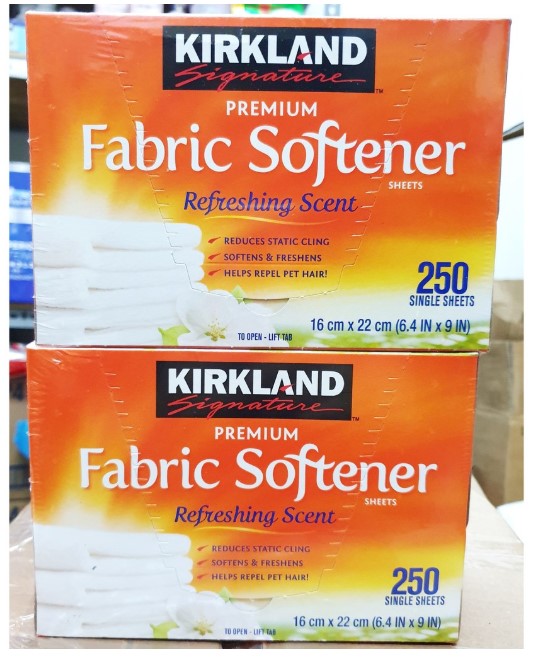 KIRKLAND
Signature™
PREMIUM
Fabric Softener
SHEETS
Refreshing Scent
REDUCES STATIC CLING
SOFTENS & FRESHENS
HELPS REPEL PET HAIR!
250
SINGLE SHEETS
16 cm x 22 cm (6.4 IN x 9 IN)
TO OPEN - LIFT TAB
KIRKLAND
Signature™
PREMIUM
Fabric Softener
SHEETS
Refreshing Scent
REDUCES STATIC CLING
SOFTENS & FRESHENS
HELPS REPEL PET HAIR!
250
SINGLE SHEETS
16 cm x 22 cm (6.4 IN x 9 IN)
TO OPEN - LIFT TAB